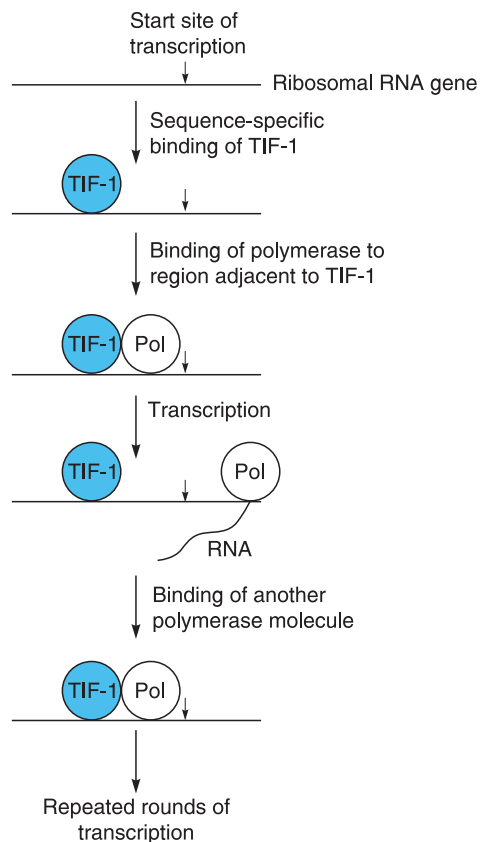 Start site of
transcription
Ribosomal RNA gene
Sequence-specific
binding of TIF-1
TIF-1
Binding of polymerase to
region adjacent to TIF-1
TIF-1 Pol
Transcription
TIF-1 Pol
RNA
Binding of another
polymerase molecule
TIF-1 Pol
Repeated rounds of
transcription